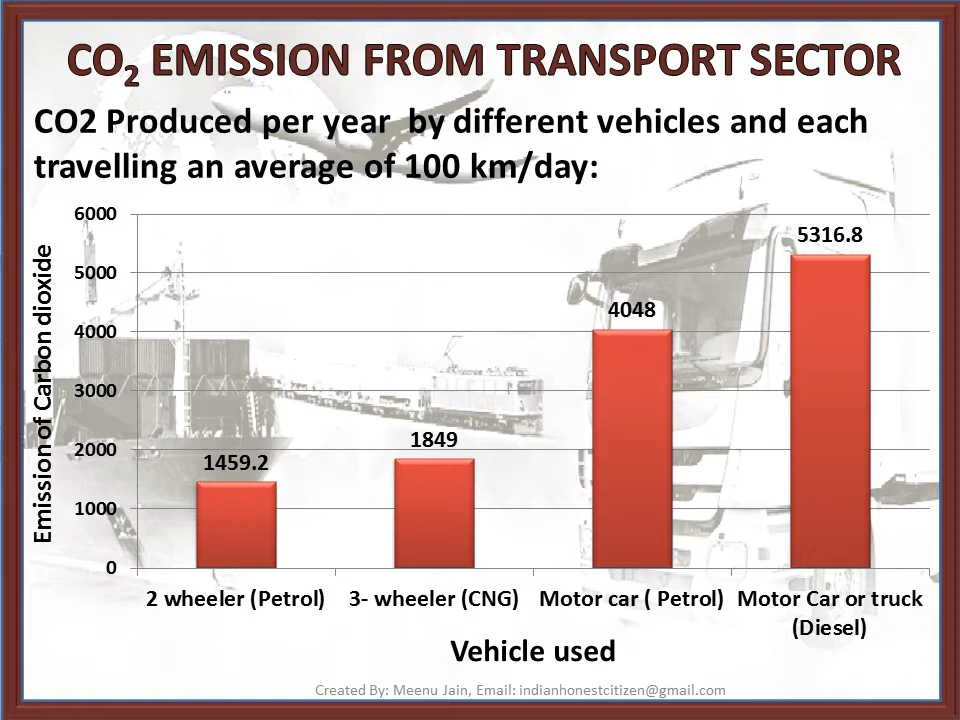 CO2 EMISSION FROM TRANSPORT SECTOR
CO2 Produced per year by different vehicles and each
travelling an average of 100 km/day:
Emission of Carbon dioxide
6000
5000
4000
3000
2000
1000
0
1459.2
1849
4048
5316.8
2 wheeler (Petrol)
3- wheeler (CNG)
Motor car ( Petrol)
Motor Car or truck
(Diesel)
Vehicle used
Created By: Meenu Jain, Email: indianhonestcitizen@gmail.com